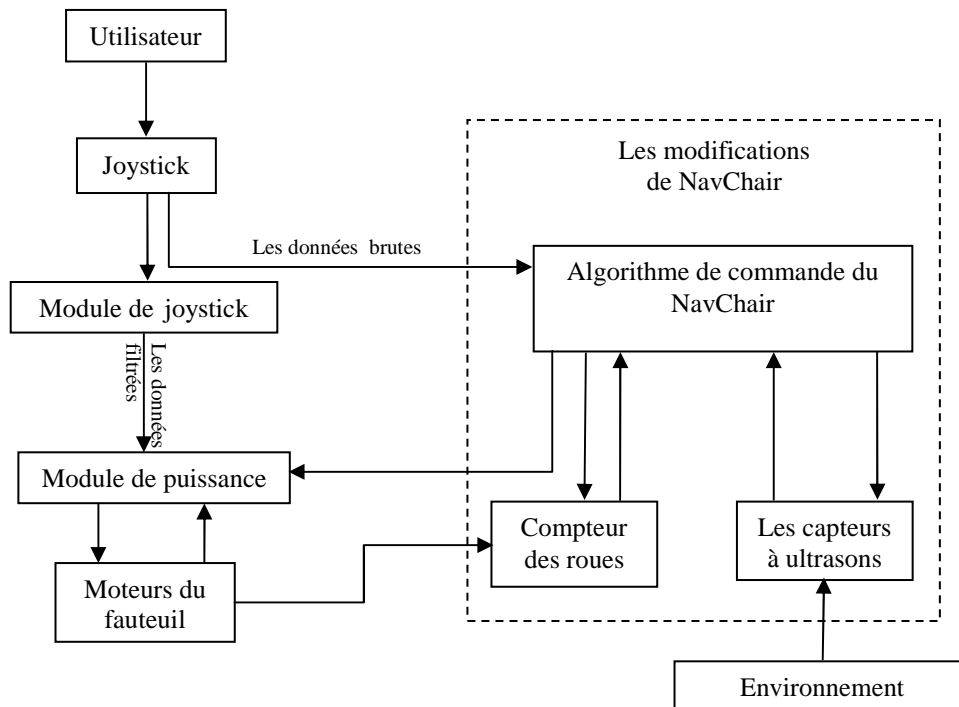 Utilisateur
Joystick
Les modifications
de NavChair
Les données brutes
Algorithme de commande du
NavChair
Module de joystick
Les données
filtrées
Module de puissance
Compteur
des roues
Les capteurs
à ultrasons
Moteurs du
fauteuil
Environnement